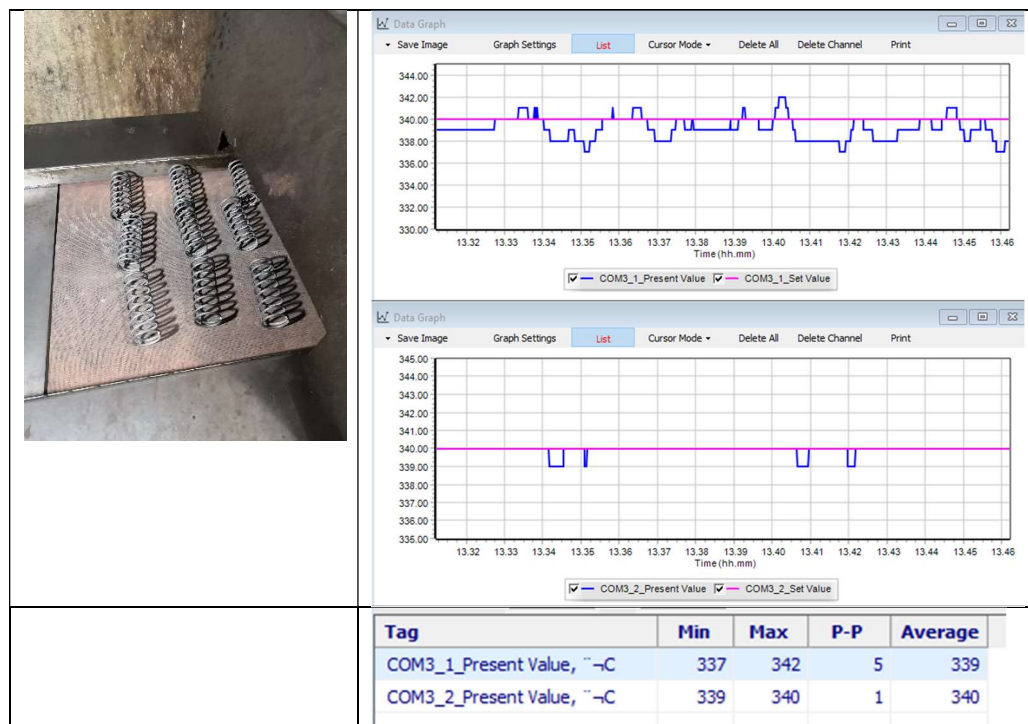 Data Graph
Save Image Graph Settings List Cursor Mode Delete All Delete Channel Print
344.00
342.00
340.00
338.00
336.00
334.00
332.00
330.00
13.32 13.33 13.34 13.35 13.36 13.37 13.38 13.39 13.40 13.41 13.42 13.43 13.44 13.45 13.46
Time (hh.mm)
COM3_1_Present Value COM3_1_Set Value
Data Graph
Save Image Graph Settings List Cursor Mode Delete All Delete Channel Print
345.00
344.00
343.00
342.00
341.00
340.00
339.00
338.00
337.00
336.00
335.00
13.32 13.33 13.34 13.35 13.36 13.37 13.38 13.39 13.40 13.41 13.42 13.43 13.44 13.45 13.46
Time (hh.mm)
COM3_2_Present Value COM3_2_Set Value
Tag Min Max P-P Average
COM3_1_Present Value, ¨¬C 337 342 5 339
COM3_2_Present Value, ¨¬C 339 340 1 340